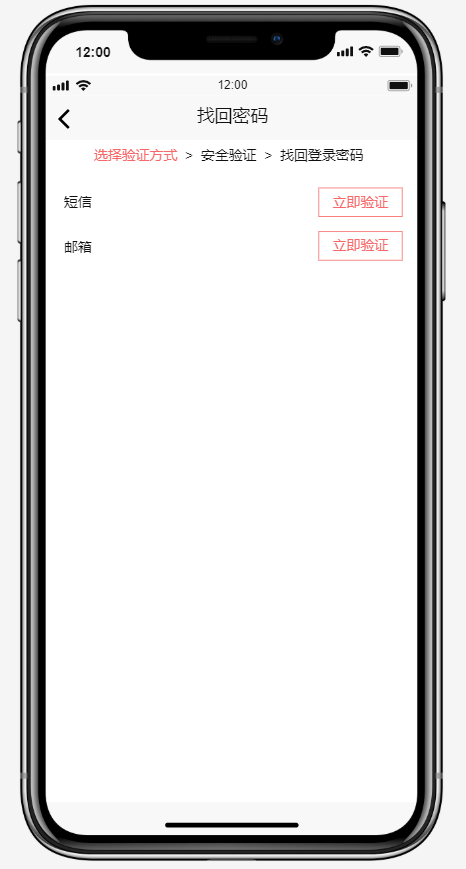 12:00
12:00
找回密码
选择验证方式 > 安全验证 > 找回登录密码
短信 立即验证
邮箱 立即验证